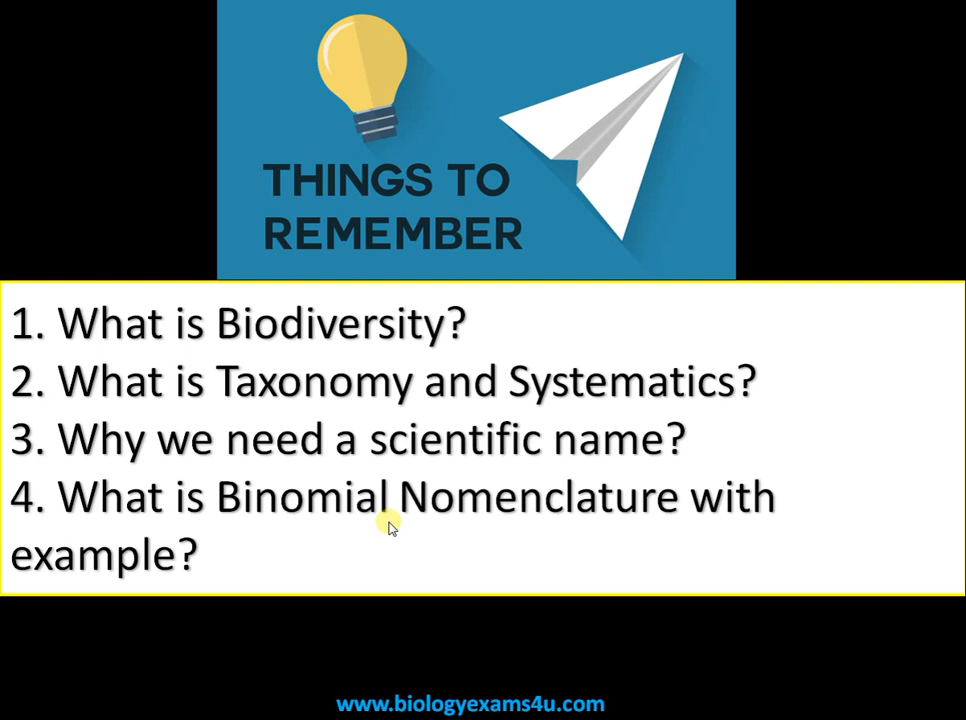 THINGS TO
REMEMBER
1. What is Biodiversity?
2. What is Taxonomy and Systematics?
3. Why we need a scientific name?
4. What is Binomial Nomenclature with
example?
www.biologyexams4u.com